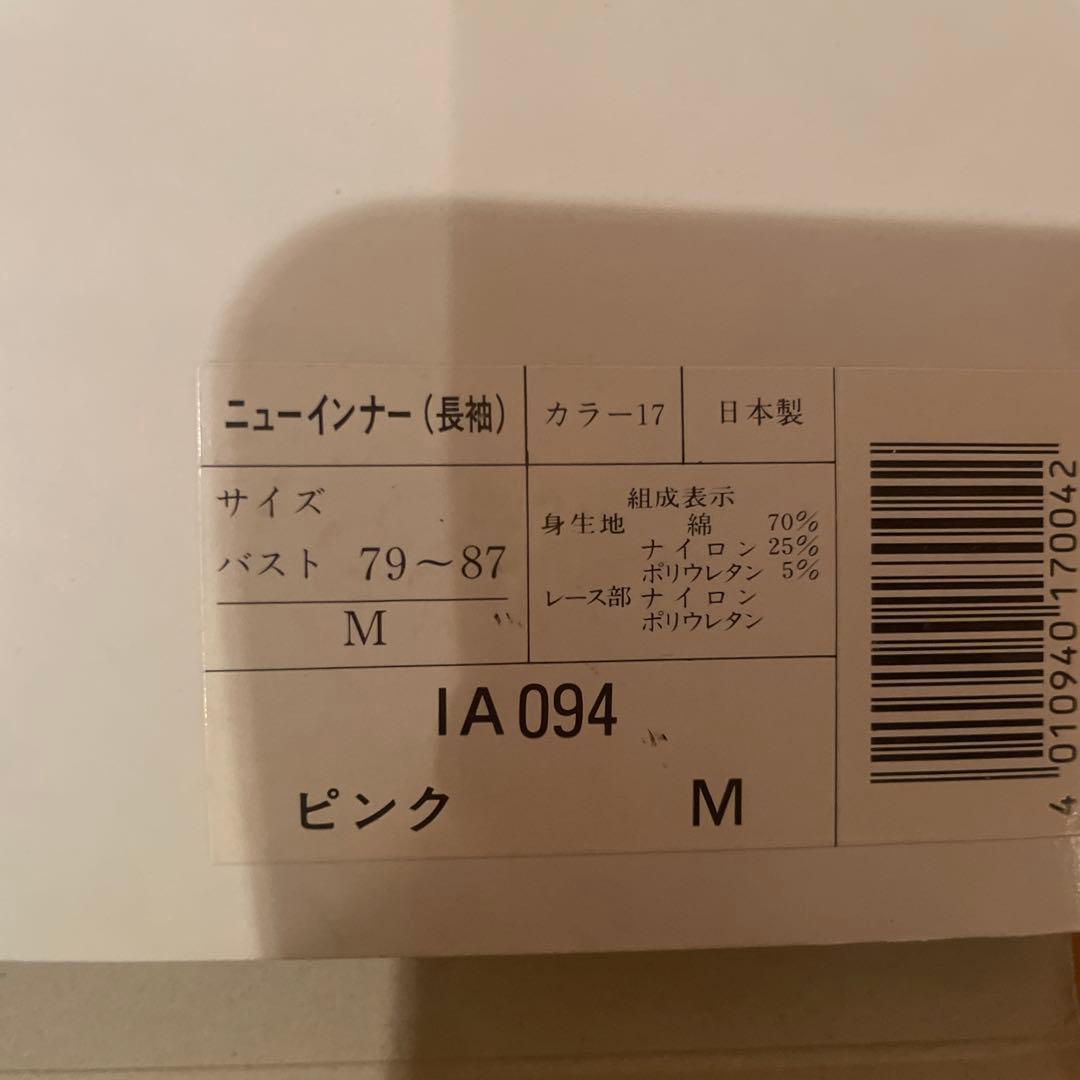 ニューインナー(長袖)
カラー17
日本製
サイズ
バスト 79〜87
M
組成表示
身生地 綿 70%
ナイロン 25%
ポリウレタン 5%
レース部 ナイロン
ポリウレタン
IA094
ピンク M
4 010940 170042